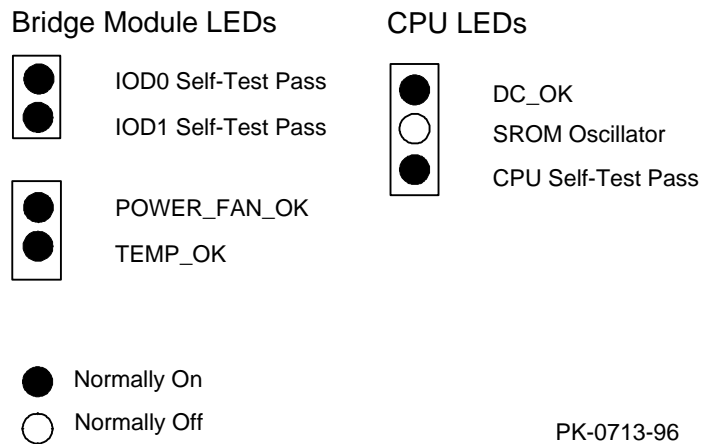 Bridge Module LEDs
IOD0 Self-Test Pass
IOD1 Self-Test Pass
POWER_FAN_OK
TEMP_OK
CPU LEDs
DC_OK
SROM Oscillator
CPU Self-Test Pass
Normally On
Normally Off
PK-0713-96